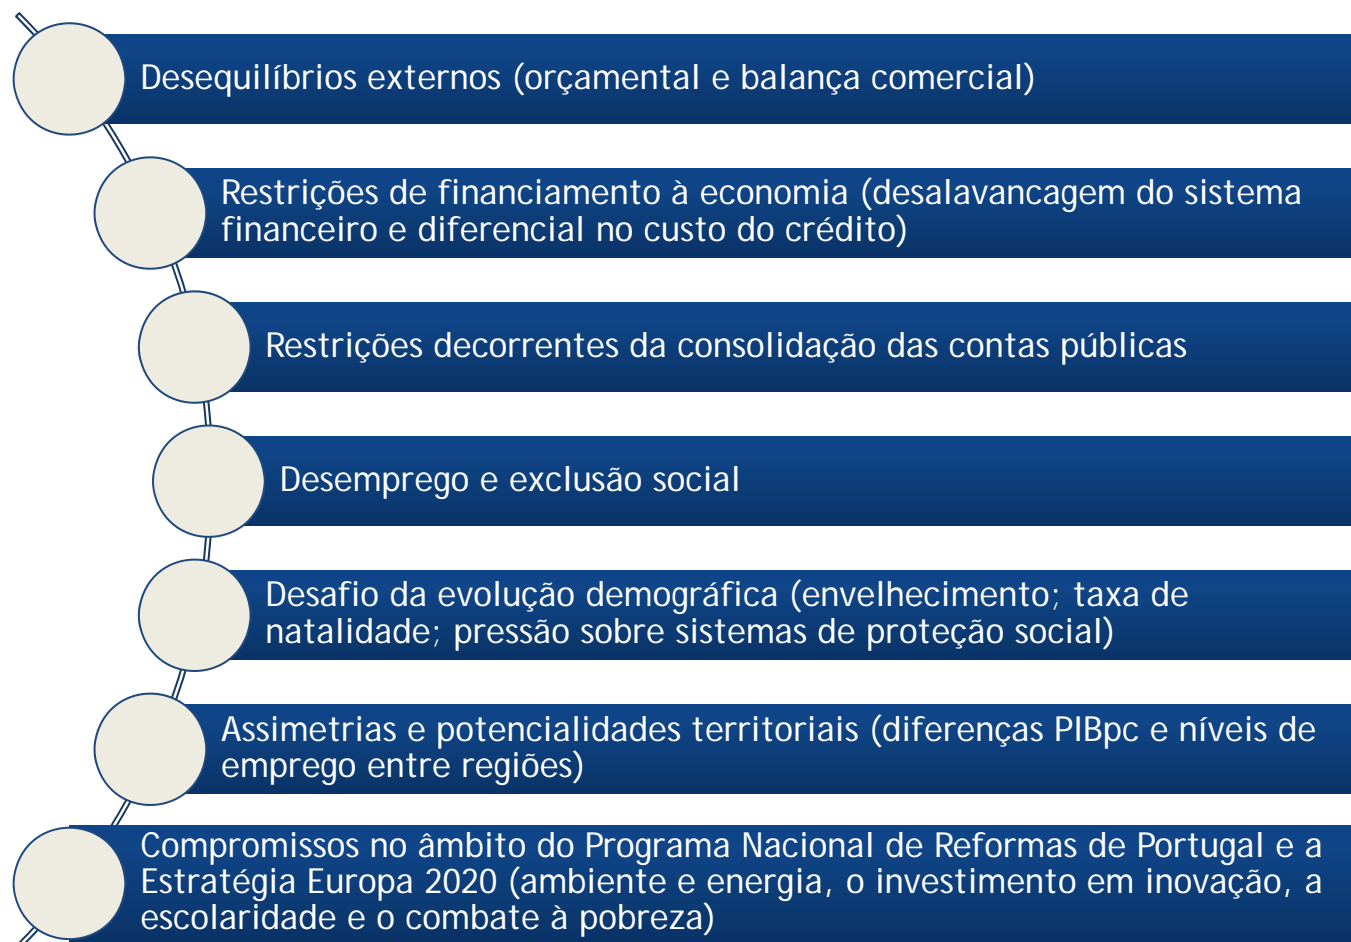 Desequilíbrios externos (orçamental e balança comercial)
Restrições de financiamento à economia (desalavancagem do sistema
financeiro e diferencial no custo do crédito)
Restrições decorrentes da consolidação das contas públicas
Desemprego e exclusão social
Desafio da evolução demográfica (envelhecimento; taxa de
natalidade; pressão sobre sistemas de proteção social)
Assimetrias e potencialidades territoriais (diferenças PIBpc e níveis de
emprego entre regiões)
Compromissos no âmbito do Programa Nacional de Reformas de Portugal e a
Estratégia Europa 2020 (ambiente e energia, o investimento em inovação, a
escolaridade e o combate à pobreza)